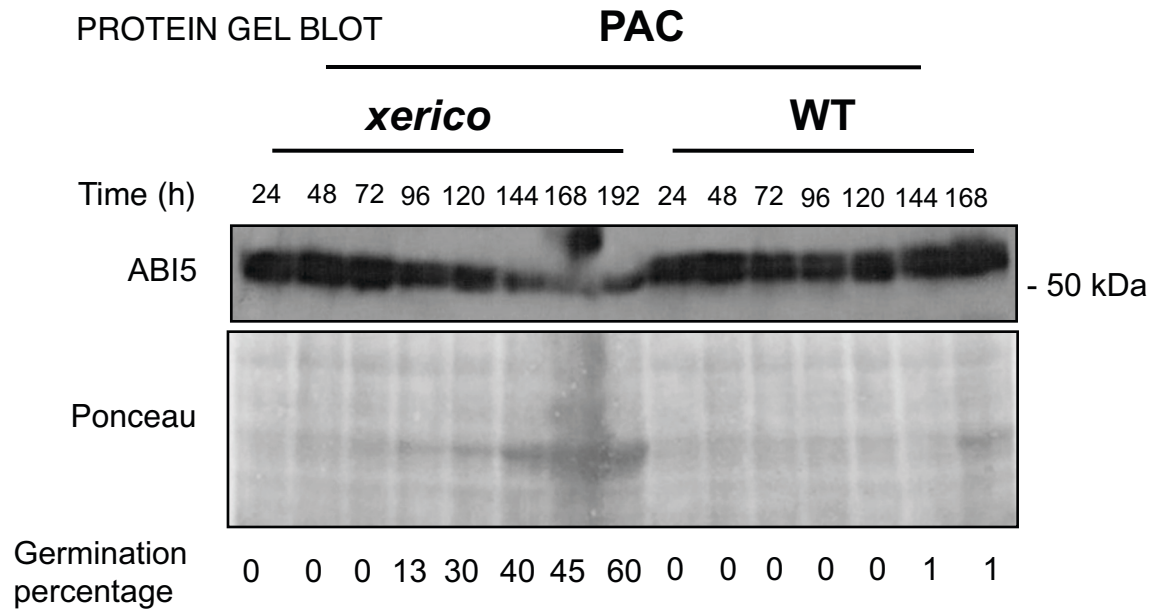 PROTEIN GEL BLOT PAC
xerico WT
Time (h) 24 48 72 96 120 144 168 192 24 48 72 96 120 144 168
ABI5
- 50 kDa
Ponceau
Germination
percentage
0 0 0 13 30 40 45 60 0 0 0 0 0 1 1